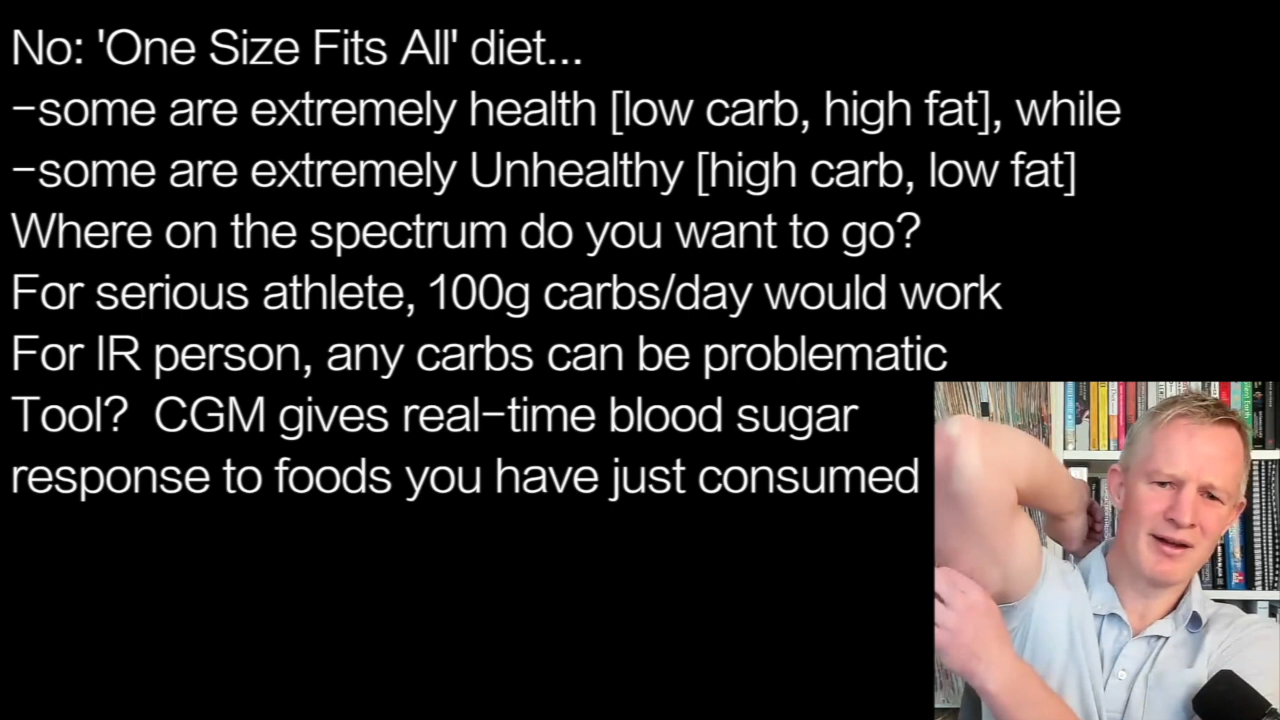 No: 'One Size Fits All' diet...
-some are extremely health [low carb, high fat], while
-some are extremely Unhealthy [high carb, low fat]
Where on the spectrum do you want to go?
For serious athlete, 100g carbs/day would work
For IR person, any carbs can be problematic
Tool?  CGM gives real-time blood sugar
response to foods you have just consumed